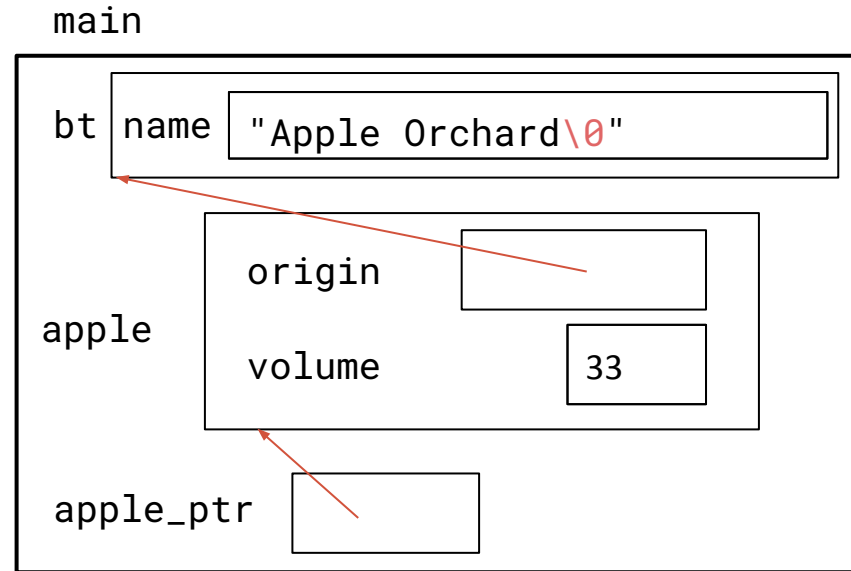 main
bt name "Apple Orchard\0"
origin
apple
volume 33
apple_ptr